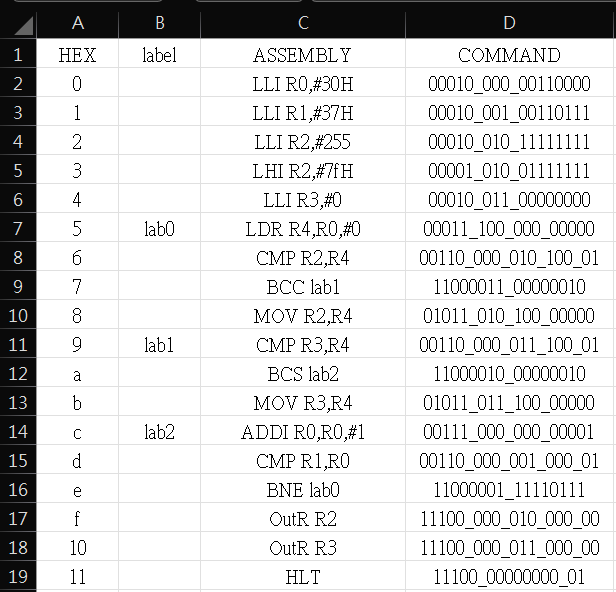 A B C D
1 HEX label ASSEMBLY COMMAND
2 0 LLI R0,#30H 00010_000_00110000
3 1 LLI R1,#37H 00010_001_00110111
4 2 LLI R2,#255 00010_010_11111111
5 3 LHI R2,#7fH 00001_010_01111111
6 4 LLI R3,#0 00010_011_00000000
7 5 lab0 LDR R4,R0,#0 00011_100_000_00000
8 6 CMP R2,R4 00110_000_010_100_01
9 7 BCC lab1 11000011_00000010
10 8 MOV R2,R4 01011_010_100_00000
11 9 lab1 CMP R3,R4 00110_000_011_100_01
12 a BCS lab2 11000010_00000010
13 b MOV R3,R4 01011_011_100_00000
14 c lab2 ADDI R0,R0,#1 00111_000_000_00001
15 d CMP R1,R0 00110_000_001_000_01
16 e BNE lab0 11000001_11110111
17 f OutR R2 11100_000_010_000_00
18 10 OutR R3 11100_000_011_000_00
19 11 HLT 11100_00000000_01